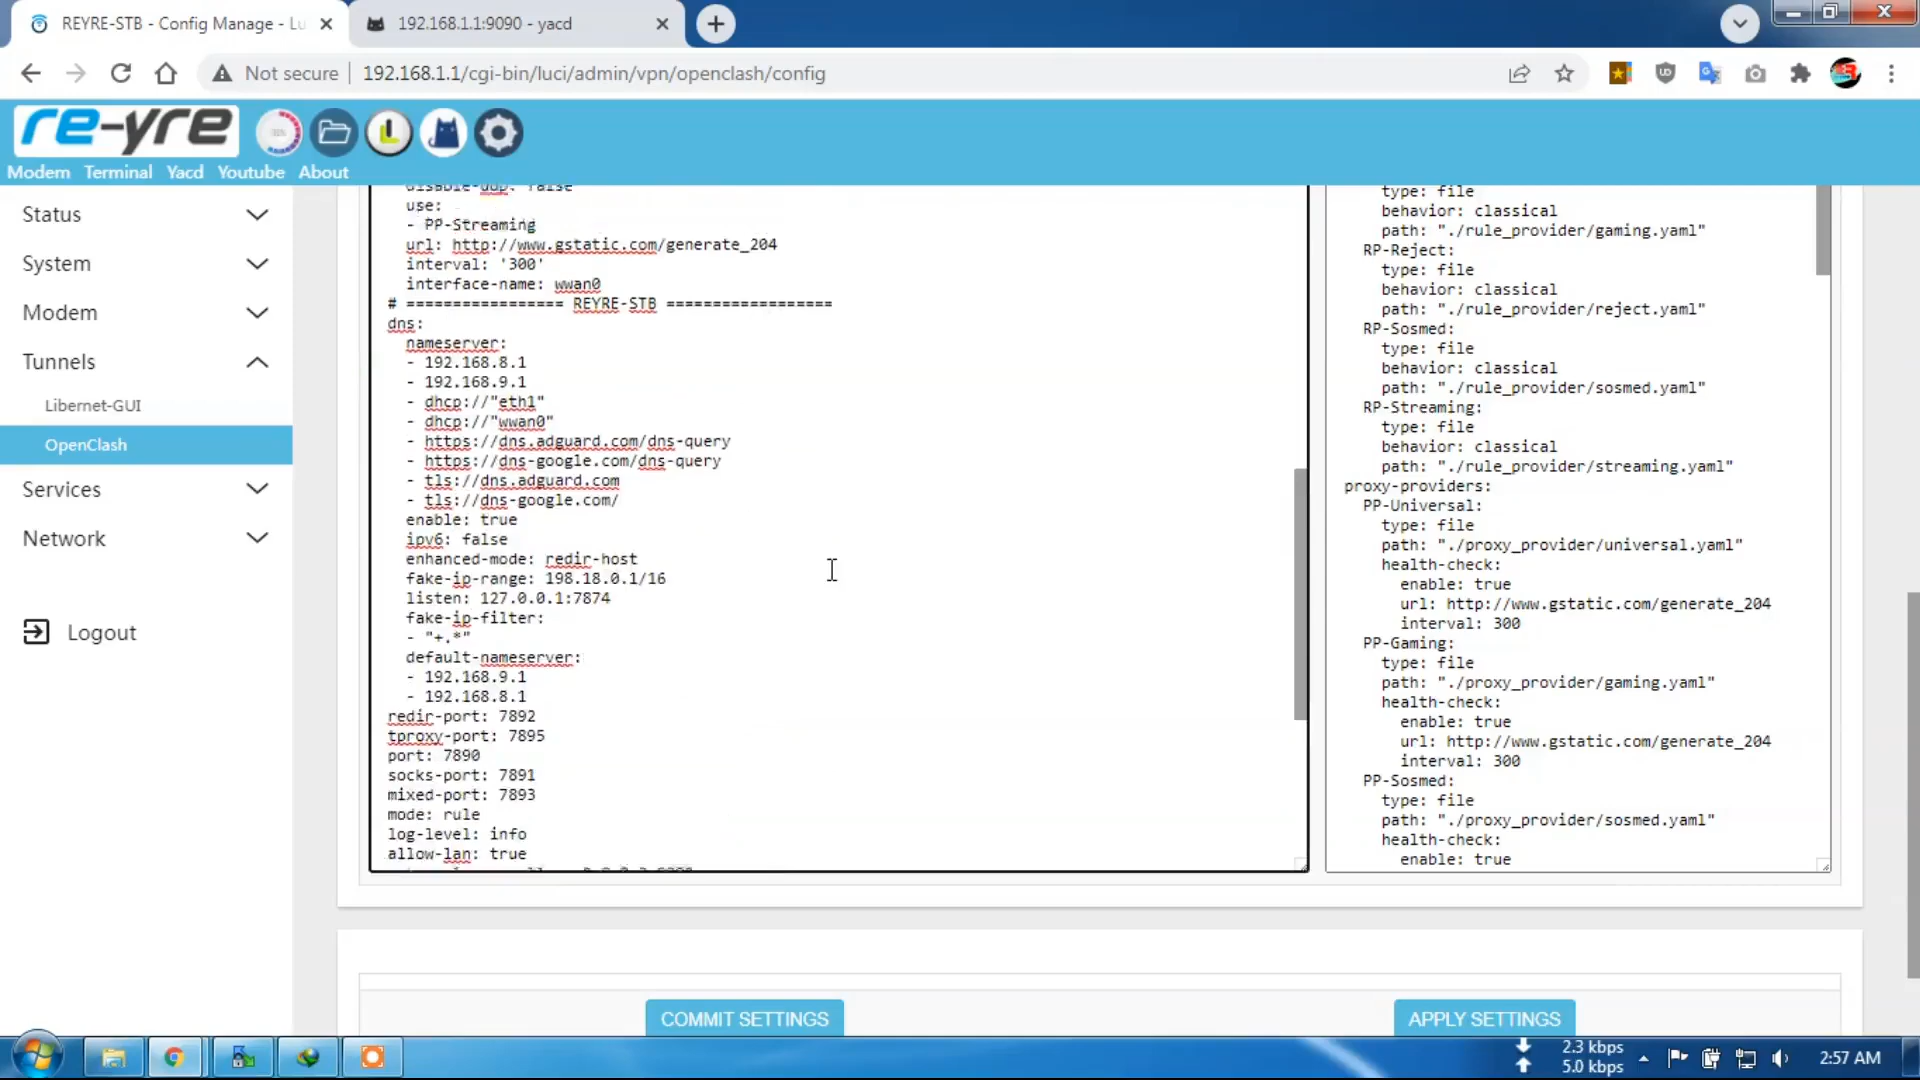 REYRE-STB - Config Manage - Lu
192.168.1.1:9090 - yacd
Not secure
192.168.1.1/cgi-bin/luci/admin/vpn/openclash/config
re-yre
Modem Terminal Yacd Youtube About
Status
System
Modem
Tunnels
Libernet-GUI
OpenClash
Services
Network
Logout
disable-udp: false
use:
- PP-Streaming
url: http://www.gstatic.com/generate_204
interval: '300'
interface-name: wwan0
# ================= REYRE-STB ==================
dns:
nameserver:
- 192.168.8.1
- 192.168.9.1
- dhcp://"eth1"
- dhcp://"wwan0"
- https://dns.adguard.com/dns-query
- https://dns-google.com/dns-query
- tls://dns.adguard.com
- tls://dns-google.com/
enable: true
ipv6: false
enhanced-mode: redir-host
fake-ip-range: 198.18.0.1/16
listen: 127.0.0.1:7874
fake-ip-filter:
- "+.*"
default-nameserver:
- 192.168.9.1
- 192.168.8.1
redir-port: 7892
tproxy-port: 7895
port: 7890
socks-port: 7891
mixed-port: 7893
mode: rule
log-level: info
allow-lan: true
type: file
behavior: classical
path: "./rule_provider/gaming.yaml"
RP-Reject:
type: file
behavior: classical
path: "./rule_provider/reject.yaml"
RP-Sosmed:
type: file
behavior: classical
path: "./rule_provider/sosmed.yaml"
RP-Streaming:
type: file
behavior: classical
path: "./rule_provider/streaming.yaml"
proxy-providers:
PP-Universal:
type: file
path: "./proxy_provider/universal.yaml"
health-check:
enable: true
url: http://www.gstatic.com/generate_204
interval: 300
PP-Gaming:
type: file
path: "./proxy_provider/gaming.yaml"
health-check:
enable: true
url: http://www.gstatic.com/generate_204
interval: 300
PP-Sosmed:
type: file
path: "./proxy_provider/sosmed.yaml"
health-check:
enable: true
COMMIT SETTINGS
APPLY SETTINGS
2.3 kbps
5.0 kbps
2:57 AM